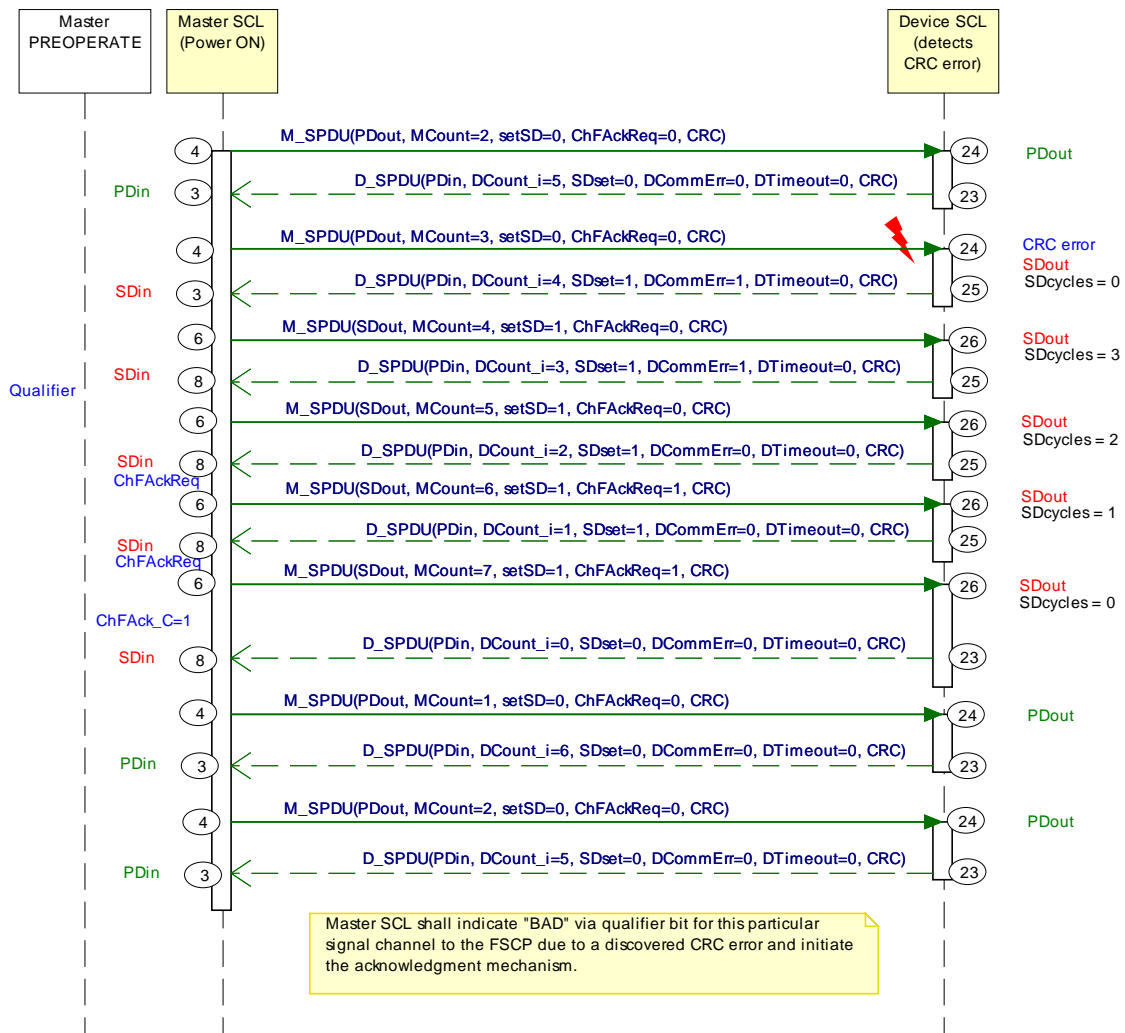 Master
PREOPERATE
Master SCL
(Power ON)
Device SCL
(detects
CRC error)
M_SPDU(PDout, MCount=2, setSD=0, ChFAckReq=0, CRC)
4
24
PDout
D_SPDU(PDin, DCount_i=5, SDset=0, DCommErr=0, DTimeout=0, CRC)
PDin
3
23
M_SPDU(PDout, MCount=3, setSD=0, ChFAckReq=0, CRC)
4
24
CRC error
SDout
SDcycles = 0
D_SPDU(PDin, DCount_i=4, SDset=1, DCommErr=1, DTimeout=0, CRC)
SDin
3
25
M_SPDU(SDout, MCount=4, setSD=1, ChFAckReq=0, CRC)
6
26
SDout
SDcycles = 3
D_SPDU(PDin, DCount_i=3, SDset=1, DCommErr=1, DTimeout=0, CRC)
SDin
8
25
Qualifier
M_SPDU(SDout, MCount=5, setSD=1, ChFAckReq=0, CRC)
6
26
SDout
SDcycles = 2
D_SPDU(PDin, DCount_i=2, SDset=1, DCommErr=0, DTimeout=0, CRC)
SDin
8
25
ChFAckReq
M_SPDU(SDout, MCount=6, setSD=1, ChFAckReq=1, CRC)
6
26
SDout
SDcycles = 1
D_SPDU(PDin, DCount_i=1, SDset=1, DCommErr=0, DTimeout=0, CRC)
SDin
8
25
ChFAckReq
M_SPDU(SDout, MCount=7, setSD=1, ChFAckReq=1, CRC)
6
26
SDout
SDcycles = 0
ChFAck_C=1
D_SPDU(PDin, DCount_i=0, SDset=1, DCommErr=0, DTimeout=0, CRC)
SDin
8
23
M_SPDU(PDout, MCount=1, setSD=0, ChFAckReq=0, CRC)
4
24
PDout
D_SPDU(PDin, DCount_i=6, SDset=0, DCommErr=0, DTimeout=0, CRC)
PDin
3
23
M_SPDU(PDout, MCount=2, setSD=0, ChFAckReq=0, CRC)
4
24
PDout
D_SPDU(PDin, DCount_i=5, SDset=0, DCommErr=0, DTimeout=0, CRC)
PDin
3
23
Master SCL shall indicate "BAD" via qualifier bit for this particular
signal channel to the FSCP due to a discovered CRC error and initiate
the acknowledgment mechanism.